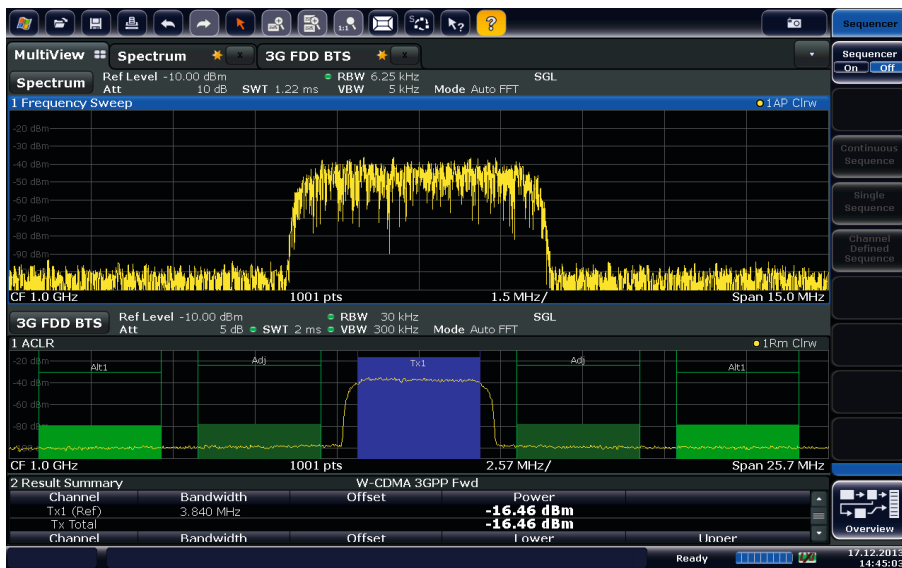 Sequencer
MultiView
Spectrum
x
3G FDD BTS
x
Sequencer
On Off
Spectrum
Ref Level -10.00 dBm
RBW 6.25 kHz
SGL
Att 10 dB SWT 1.22 ms VBW 5 kHz Mode Auto FFT
1 Frequency Sweep
1AP Clrw
-20 dBm
-30 dBm
-40 dBm
-50 dBm
-60 dBm
-70 dBm
-80 dBm
-90 dBm
CF 1.0 GHz 1001 pts 1.5 MHz/ Span 15.0 MHz
Continuous
Sequence
Single
Sequence
Channel
Defined
Sequence
3G FDD BTS
Ref Level -10.00 dBm
RBW 30 kHz
SGL
Att 5 dB SWT 2 ms VBW 300 kHz Mode Auto FFT
1 ACLR
1Rm Clrw
-20 dBm
Alt1 Adj Tx1 Adj Alt1
-40 dBm
-60 dBm
-80 dBm
CF 1.0 GHz 1001 pts 2.57 MHz/ Span 25.7 MHz
2 Result Summary W-CDMA 3GPP Fwd
Channel Bandwidth Offset Power
Tx1 (Ref) 3.840 MHz -16.46 dBm
Tx Total -16.46 dBm
Channel Bandwidth Offset Lower Upper
Overview
Ready
17.12.2013
14:45:03